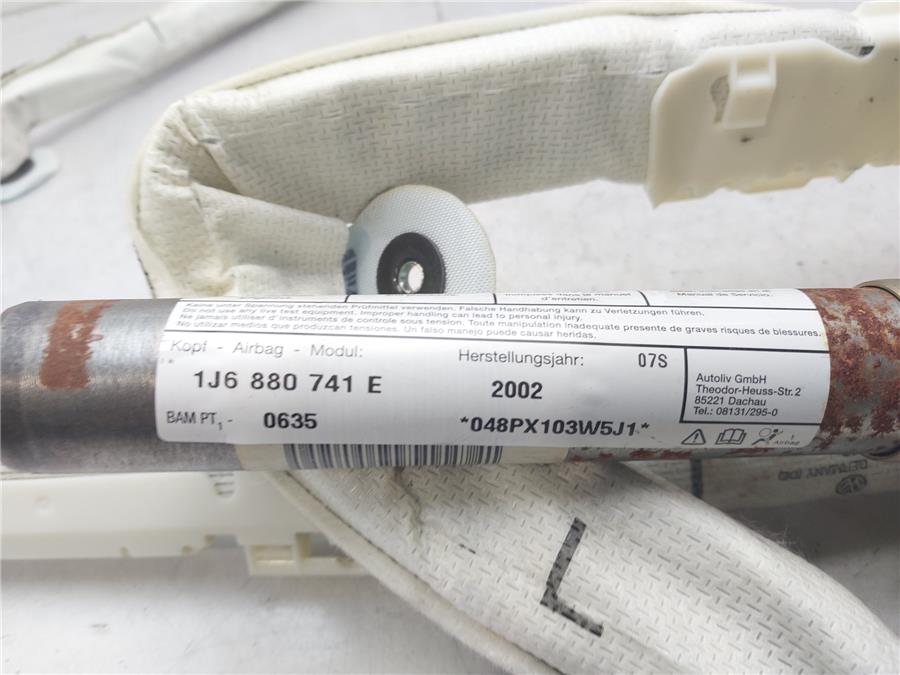 d'entretien.
Manual de Servicio.
Keine unter Spannung stehenden Prüfmittel verwenden. Falsche Handhabung kann zu Verletzungen führen.
Do not use any live test equipment. Improper handling can lead to personal injury.
Ne jamais utiliser d'instruments de controle sous tension. Toute manipulation inadequate presente de graves risques de blessures.
No utilizar medios que produzcan tensiones. Un falso manejo puede causar heridas.
Kopf - Airbag - Modul:
Herstellungsjahr:
07S
1J6 880 741 E
2002
BAM PT1 -
0635
*048PX103W5J1*
Autoliv GmbH
Theodor-Heuss-Str.2
85221 Dachau
Tel.: 08131/295-0
Airbag
GERMANY
L